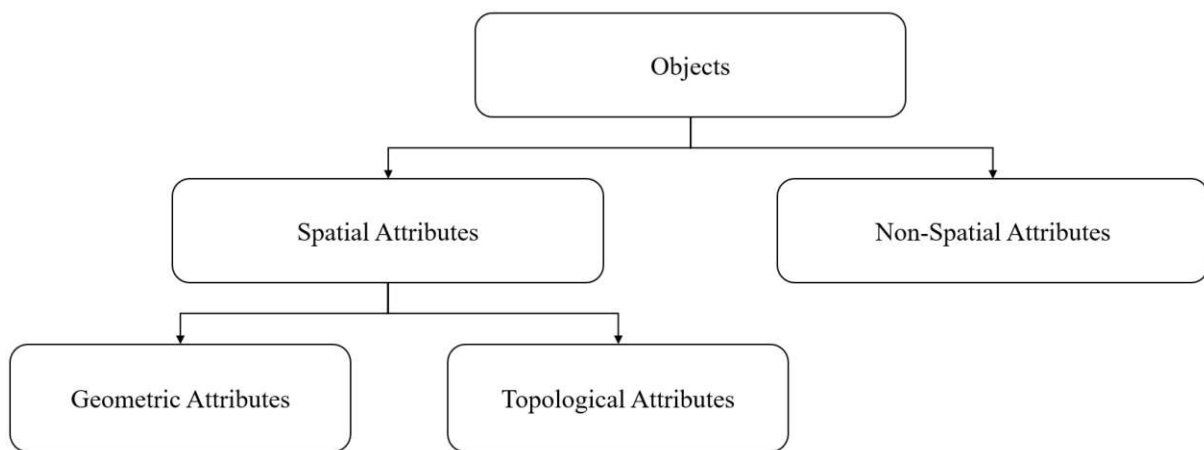 Objects
Spatial Attributes
Non-Spatial Attributes
Geometric Attributes
Topological Attributes